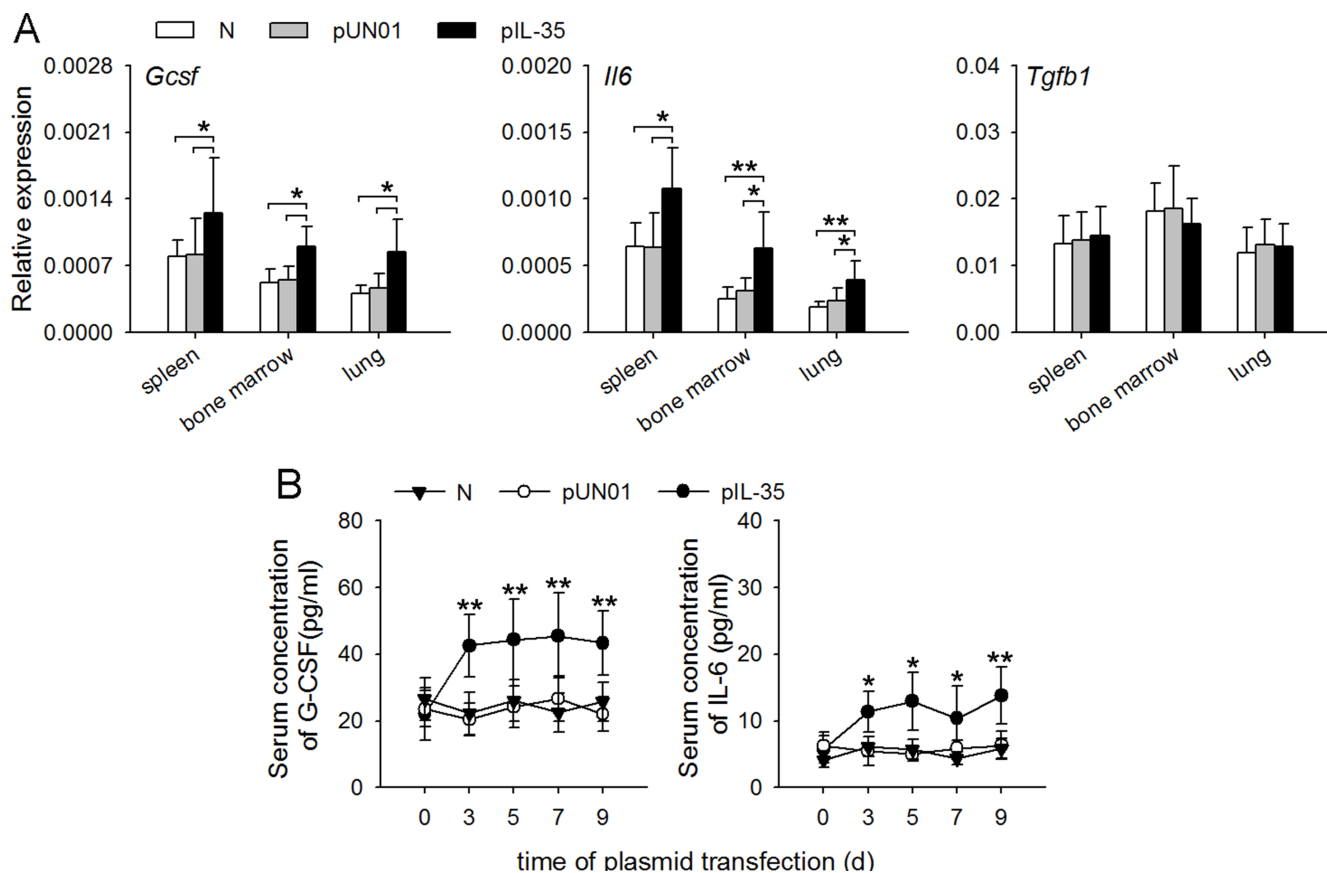 A
N pUN01 pIL-35
Relative expression
Gcsf
0.0028
0.0021
0.0014
0.0007
0.0000
* * *
spleen
bone marrow
lung
Il6
0.0020
0.0015
0.0010
0.0005
0.0000
*
**
*
**
*
spleen
bone marrow
lung
Tgfb1
0.04
0.03
0.02
0.01
0.00
spleen
bone marrow
lung
B
N pUN01 pIL-35
Serum concentration
of G-CSF(pg/ml)
80
60
40
20
0
** ** ** **
0 3 5 7 9
Serum concentration
of IL-6 (pg/ml)
40
30
20
10
0
* * * **
0 3 5 7 9
time of plasmid transfection (d)